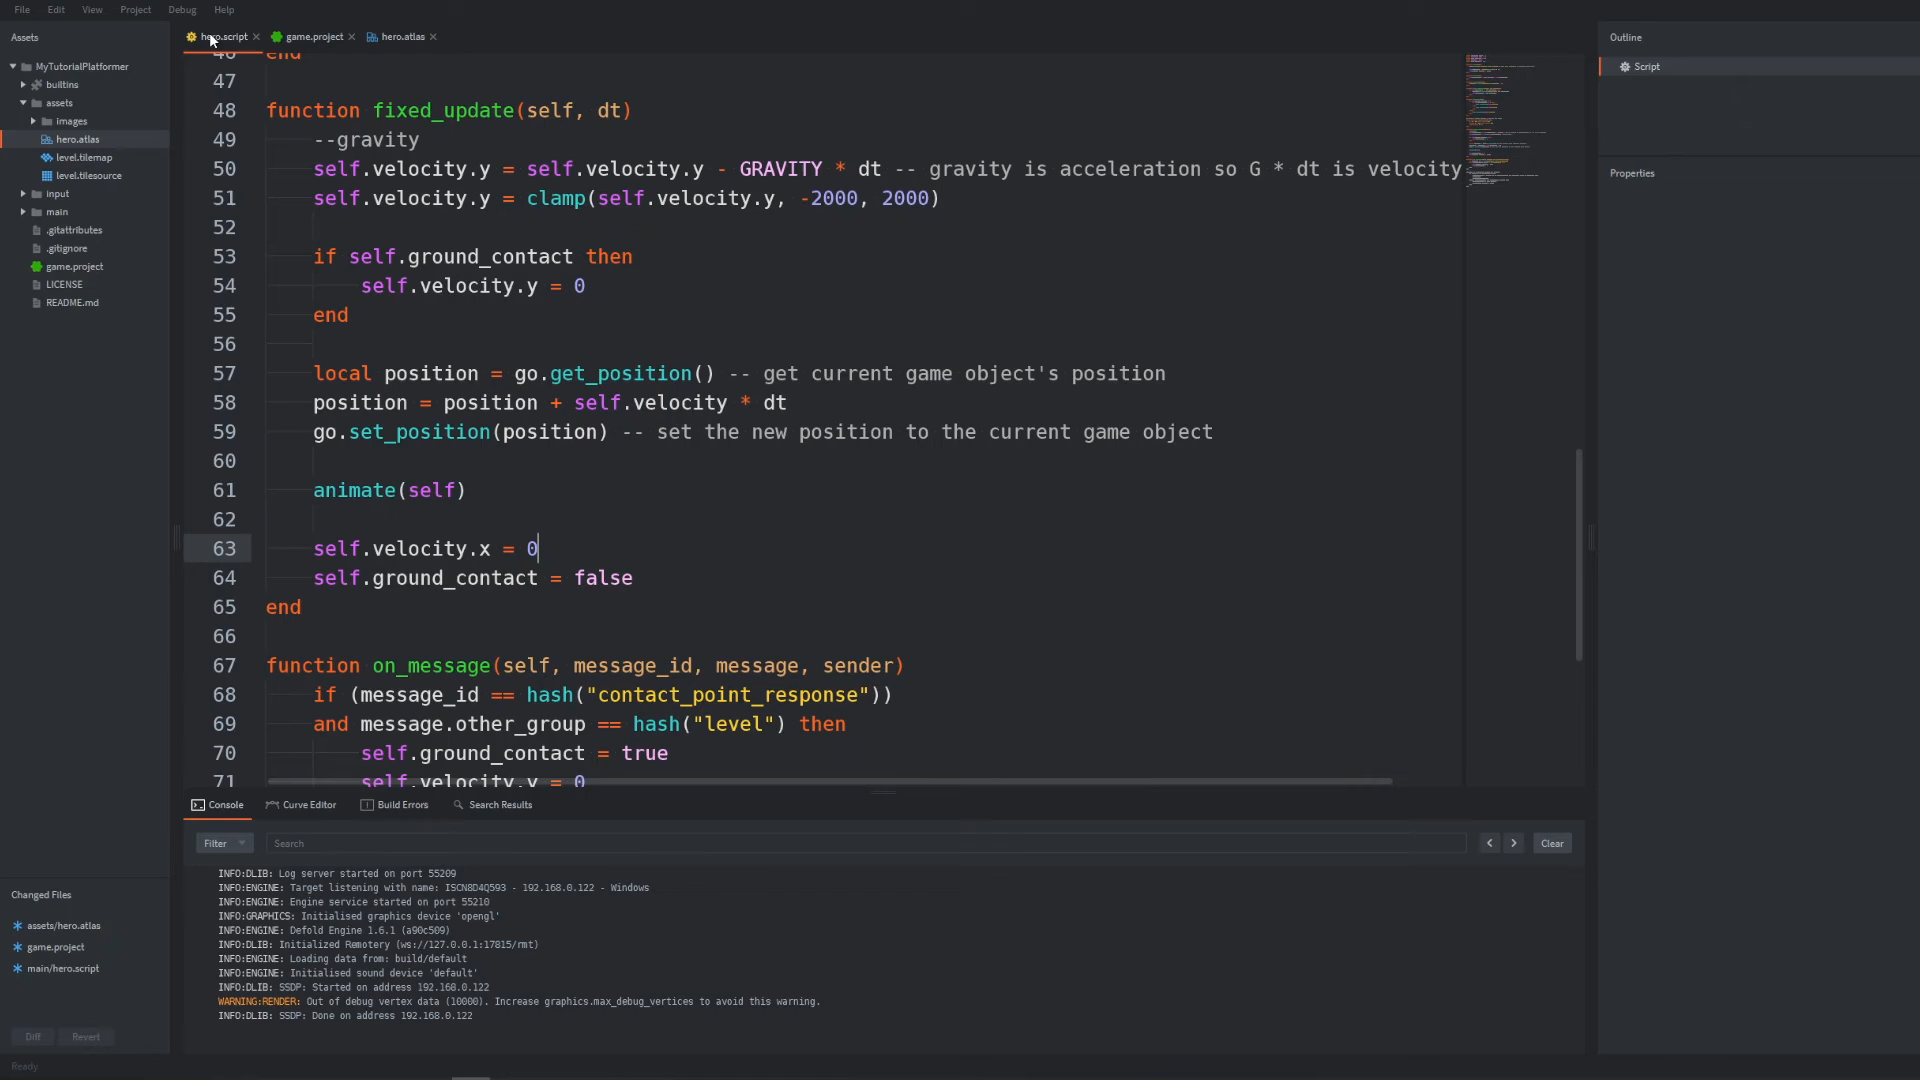 File Edit View Project Debug Help
Assets
MyTutorialPlatformer
builtins
assets
images
hero.atlas
level.tilemap
level.tilesource
input
main
.gitattributes
.gitignore
game.project
LICENSE
README.md
Changed Files
assets/hero.atlas
game.project
main/hero.script
Diff Revert
Ready
hero.script game.project hero.atlas
46 end
47
48 function fixed_update(self, dt)
49 --gravity
50 self.velocity.y = self.velocity.y - GRAVITY * dt -- gravity is acceleration so G * dt is velocity
51 self.velocity.y = clamp(self.velocity.y, -2000, 2000)
52
53 if self.ground_contact then
54 self.velocity.y = 0
55 end
56
57 local position = go.get_position() -- get current game object's position
58 position = position + self.velocity * dt
59 go.set_position(position) -- set the new position to the current game object
60
61 animate(self)
62
63 self.velocity.x = 0
64 self.ground_contact = false
65 end
66
67 function on_message(self, message_id, message, sender)
68 if (message_id == hash("contact_point_response"))
69 and message.other_group == hash("level") then
70 self.ground_contact = true
71 self.velocity.y = 0
Console Curve Editor Build Errors Search Results
Filter Search Clear
INFO:DLIB: Log server started on port 55209
INFO:ENGINE: Target listening with name: ISCN8D4Q593 - 192.168.0.122 - Windows
INFO:ENGINE: Engine service started on port 55210
INFO:GRAPHICS: Initialised graphics device 'opengl'
INFO:ENGINE: Defold Engine 1.6.1 (a90c509)
INFO:DLIB: Initialized Remotery (ws://127.0.0.1:17815/rmt)
INFO:ENGINE: Loading data from: build/default
INFO:ENGINE: Initialised sound device 'default'
INFO:DLIB: SSDP: Started on address 192.168.0.122
WARNING:RENDER: Out of debug vertex data (10000). Increase graphics.max_debug_vertices to avoid this warning.
INFO:DLIB: SSDP: Done on address 192.168.0.122
Outline
Script
Properties